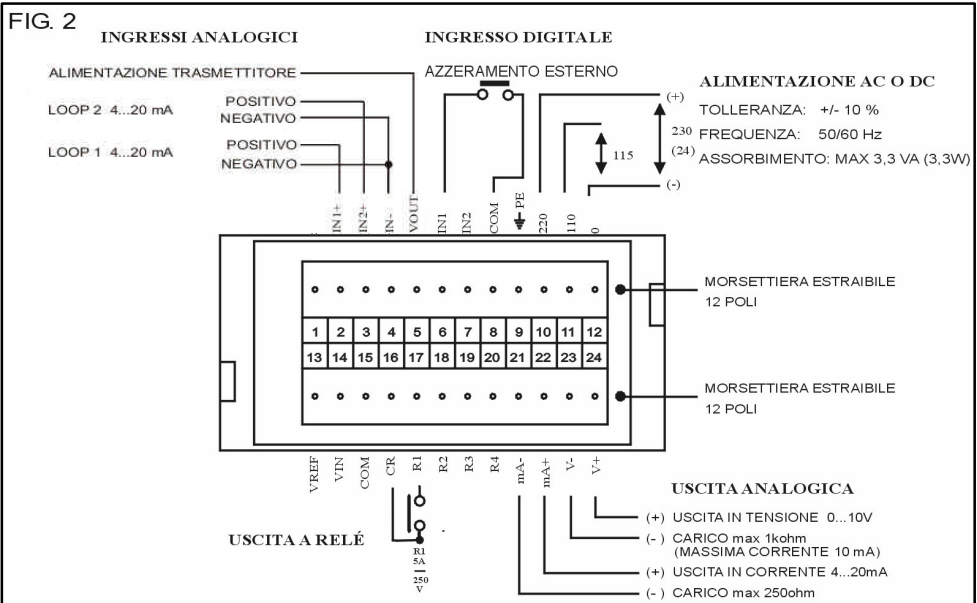 FIG. 2
INGRESSI ANALOGICI
INGRESSO DIGITALE
ALIMENTAZIONE TRASMETTITORE
AZZERAMENTO ESTERNO
ALIMENTAZIONE AC O DC
LOOP 2 4...20 mA
POSITIVO
NEGATIVO
(+)
TOLLERANZA: +/- 10 %
LOOP 1 4...20 mA
POSITIVO
NEGATIVO
115
230
(24)
FREQUENZA: 50/60 Hz
ASSORBIMENTO: MAX 3,3 VA (3,3W)
(-)
IN1+
IN2+
IN-
VOUT
IN1
IN2
COM
PE
220
110
0
MORSETTIERA ESTRAIBILE
12 POLI
1 2 3 4 5 6 7 8 9 10 11 12
13 14 15 16 17 18 19 20 21 22 23 24
MORSETTIERA ESTRAIBILE
12 POLI
VREF
VIN
COM
CR
R1
R2
R3
R4
mA-
mA+
V-
V+
USCITA A RELÉ
R1
5A
250
V
USCITA ANALOGICA
(+) USCITA IN TENSIONE 0...10V
(-) CARICO max 1kohm
(MASSIMA CORRENTE 10 mA)
(+) USCITA IN CORRENTE 4...20mA
(-) CARICO max 250ohm